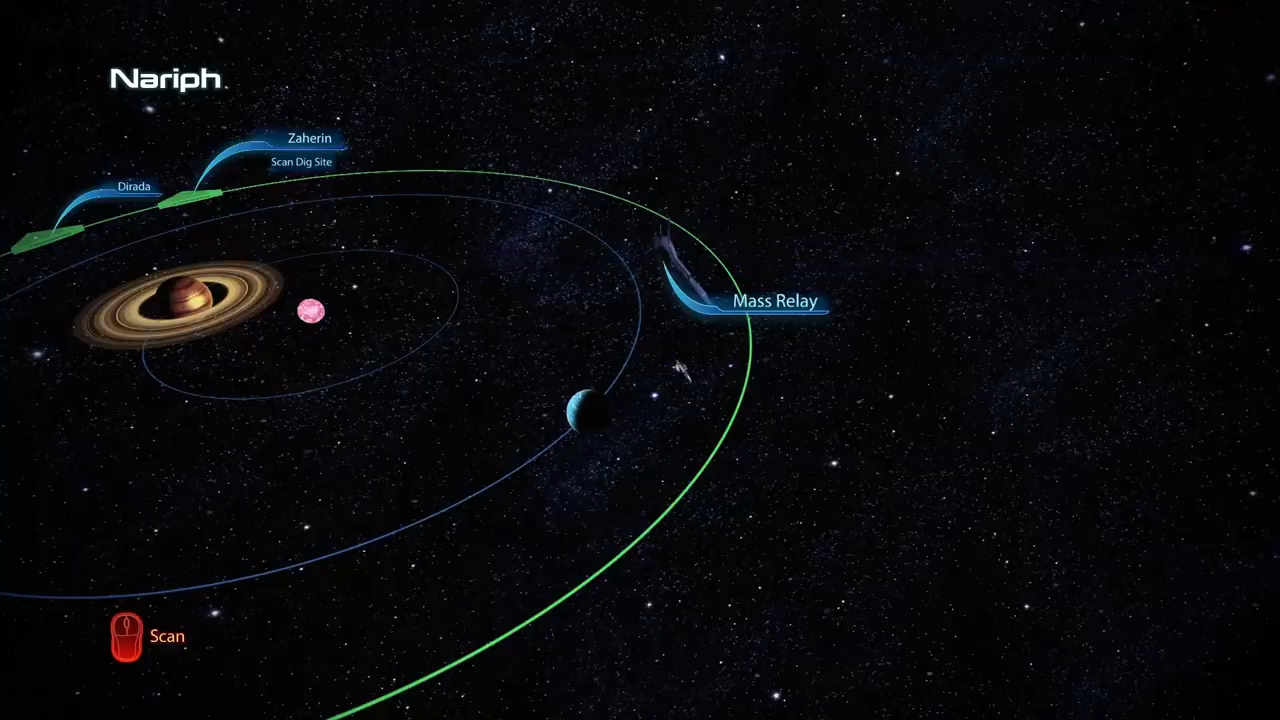 Nariph
Zaherin
Scan Dig Site
Dirada
Mass Relay
Scan